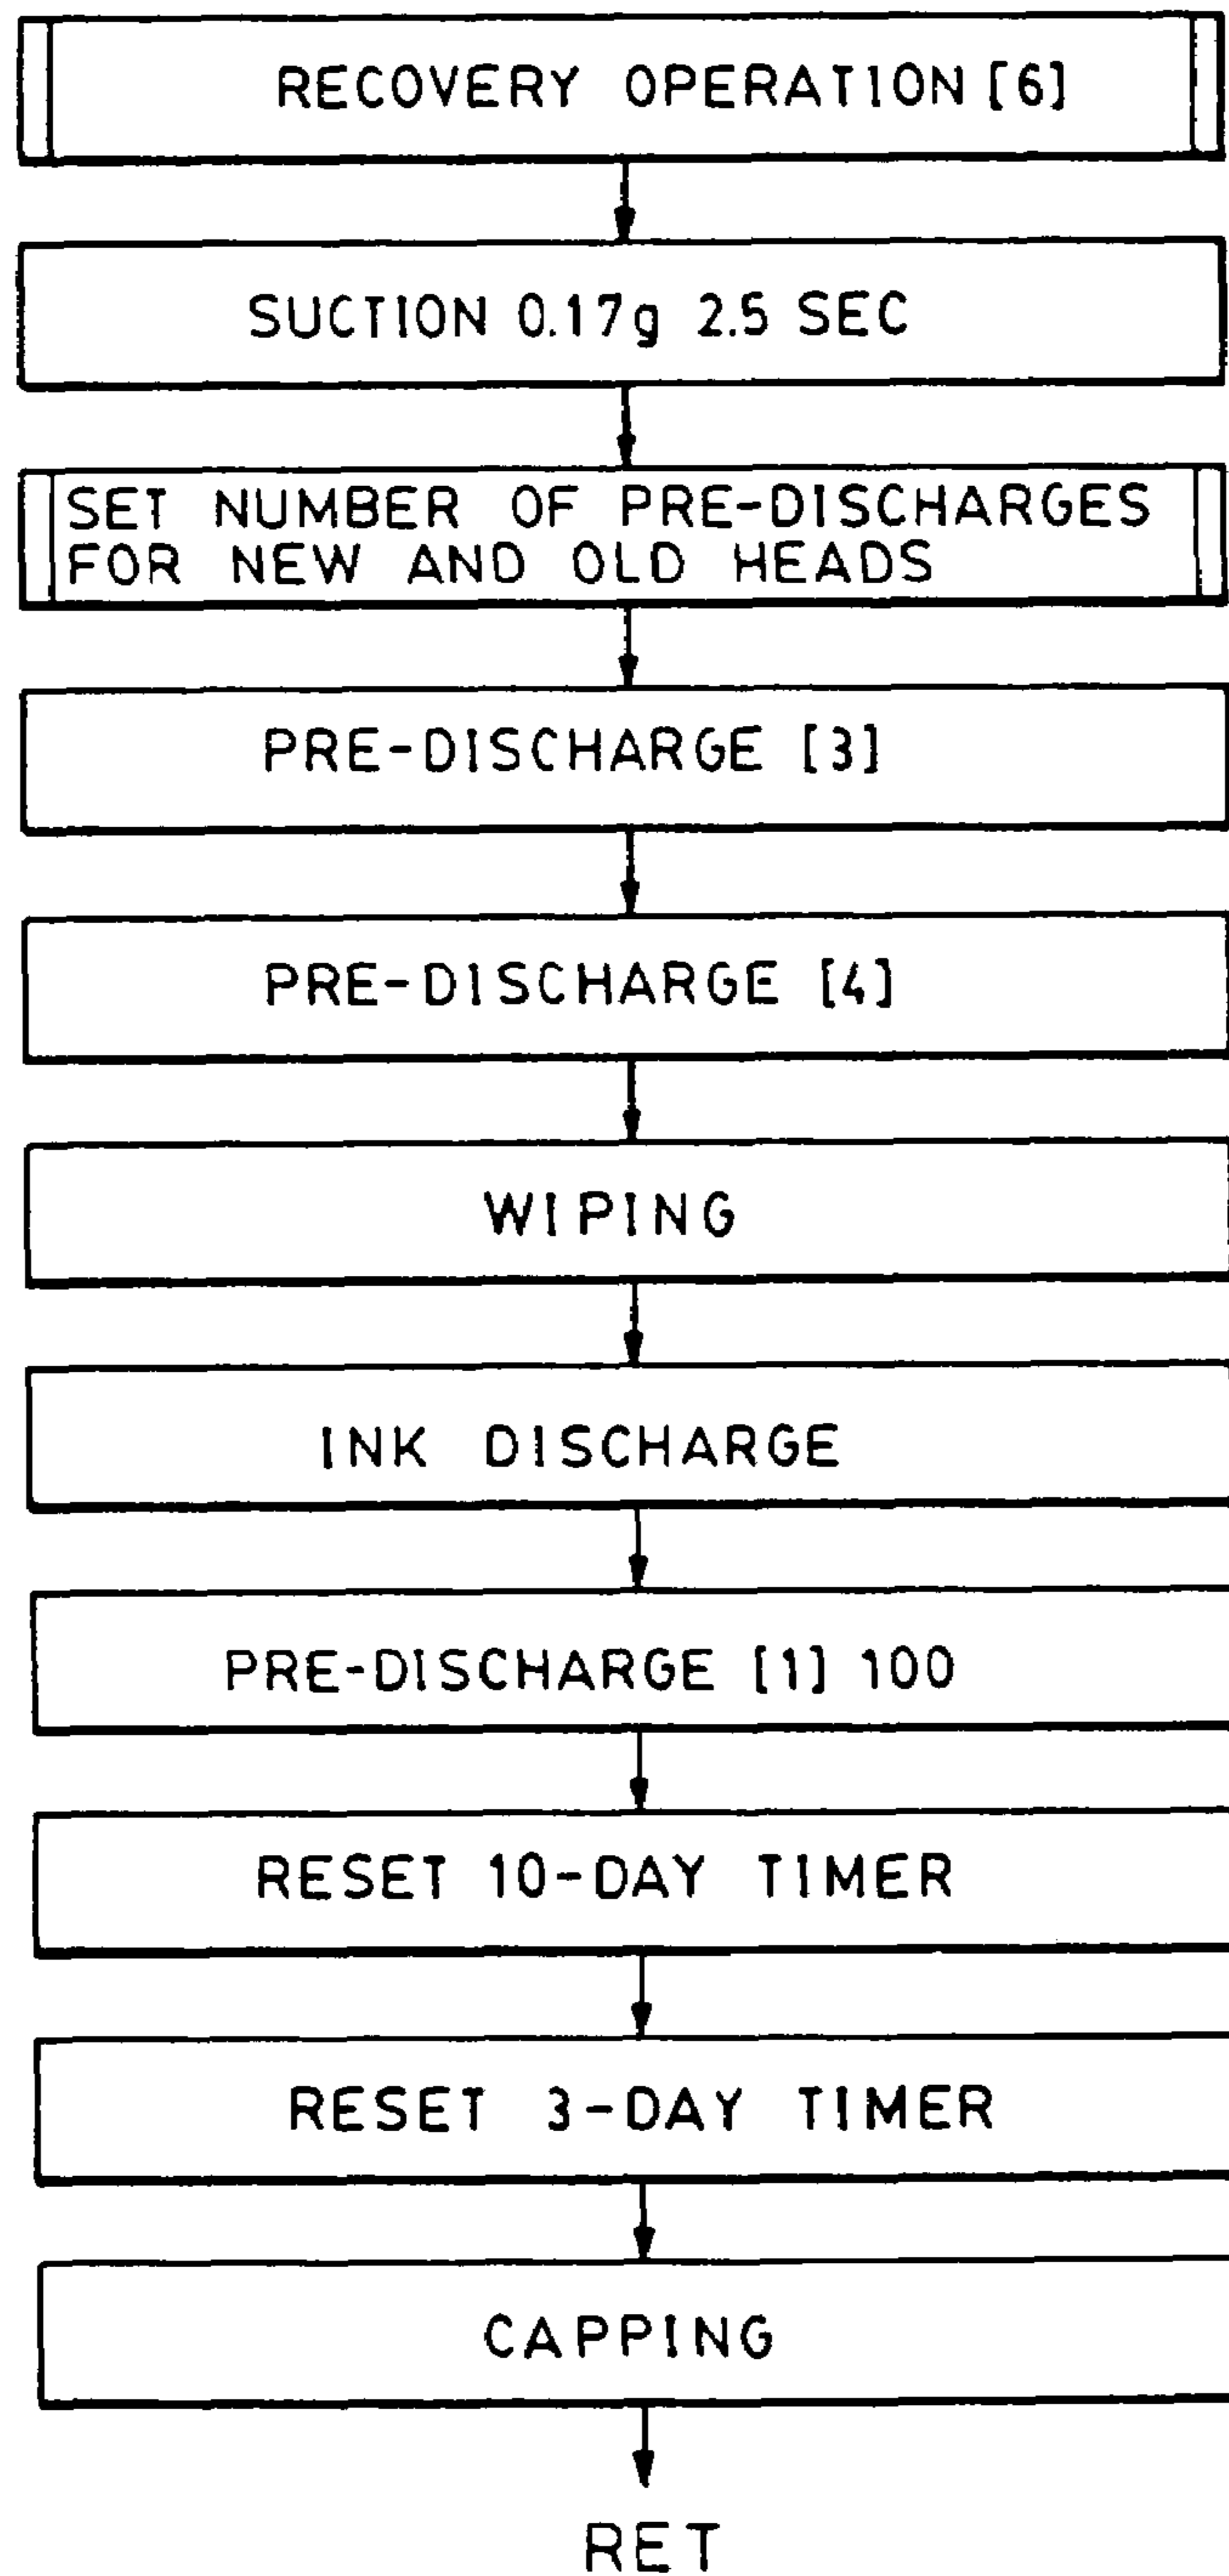 RECOVERY OPERATION [6]
SUCTION 0.17g 2.5 SEC
SET NUMBER OF PRE-DISCHARGES
FOR NEW AND OLD HEADS
PRE-DISCHARGE [3]
PRE-DISCHARGE [4]
WIPING
INK DISCHARGE
PRE-DISCHARGE [1] 100
RESET 10-DAY TIMER
RESET 3-DAY TIMER
CAPPING
RET